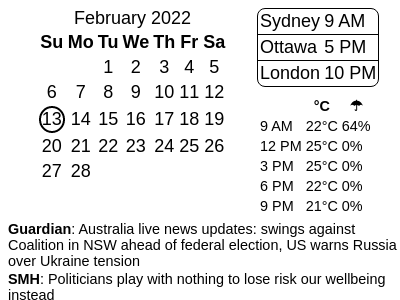 February 2022
Su Mo Tu We Th Fr Sa
1 2 3 4 5
6 7 8 9 10 11 12
13 14 15 16 17 18 19
20 21 22 23 24 25 26
27 28
Sydney 9 AM
Ottawa 5 PM
London 10 PM
°C ☂
9 AM 22°C 64%
12 PM 25°C 0%
3 PM 25°C 0%
6 PM 22°C 0%
9 PM 21°C 0%
Guardian: Australia live news updates: swings against
Coalition in NSW ahead of federal election, US warns Russia
over Ukraine tension
SMH: Politicians play with nothing to lose risk our wellbeing
instead